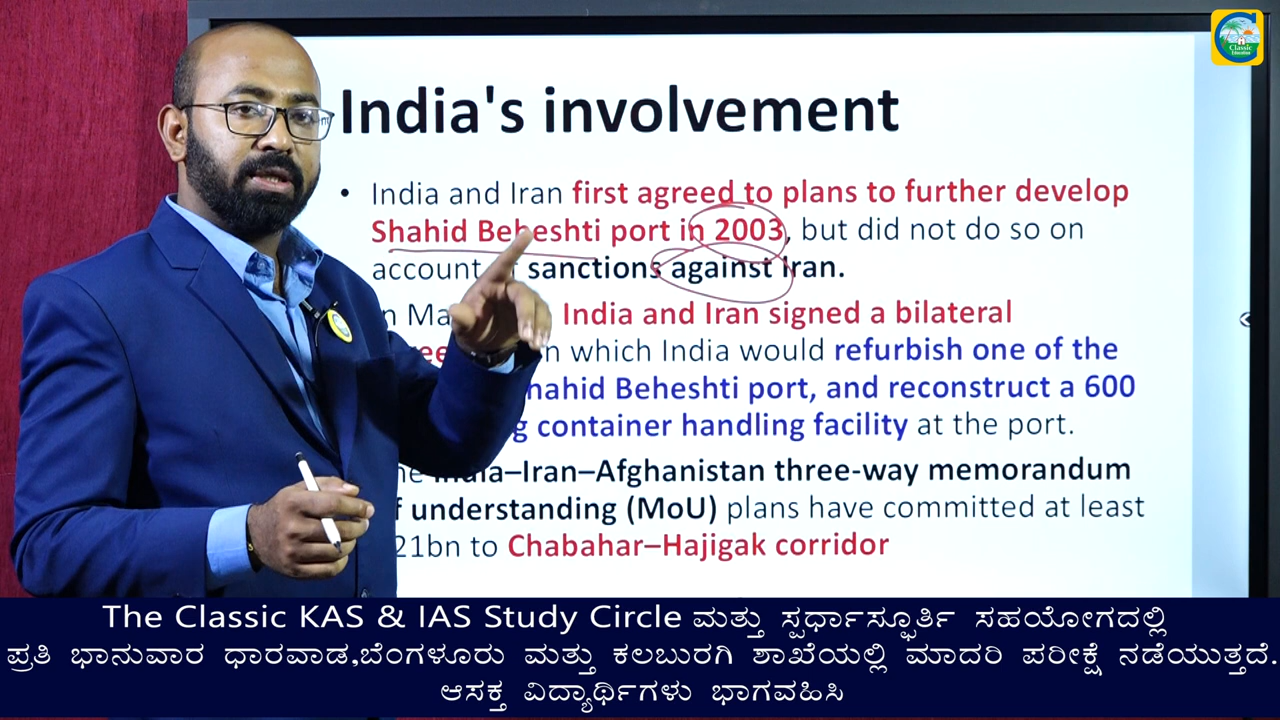 Classic
Education
India's involvement
• India and Iran first agreed to plans to further develop
Shahid Beheshti port in 2003, but did not do so on
account sanctions against Iran.
India and Iran signed a bilateral
in which India would refurbish one of the
Beheshti port, and reconstruct a 600
container handling facility at the port.
India–Iran–Afghanistan three-way memorandum
understanding (MoU) plans have committed at least
21bn to Chabahar–Hajigak corridor
The Classic KAS & IAS Study Circle ಮತ್ತು ಸ್ಪರ್ಧಾಸ್ಫೂರ್ತಿ ಸಹಯೋಗದಲ್ಲಿ
ಪ್ರತಿ ಭಾನುವಾರ ಧಾರವಾಡ,ಬೆಂಗಳೂರು ಮತ್ತು ಕಲಬುರಗಿ ಶಾಖೆಯಲ್ಲಿ ಮಾದರಿ ಪರೀಕ್ಷೆ ನಡೆಯುತ್ತದೆ.
ಆಸಕ್ತ ವಿದ್ಯಾರ್ಥಿಗಳು ಭಾಗವಹಿಸಿ